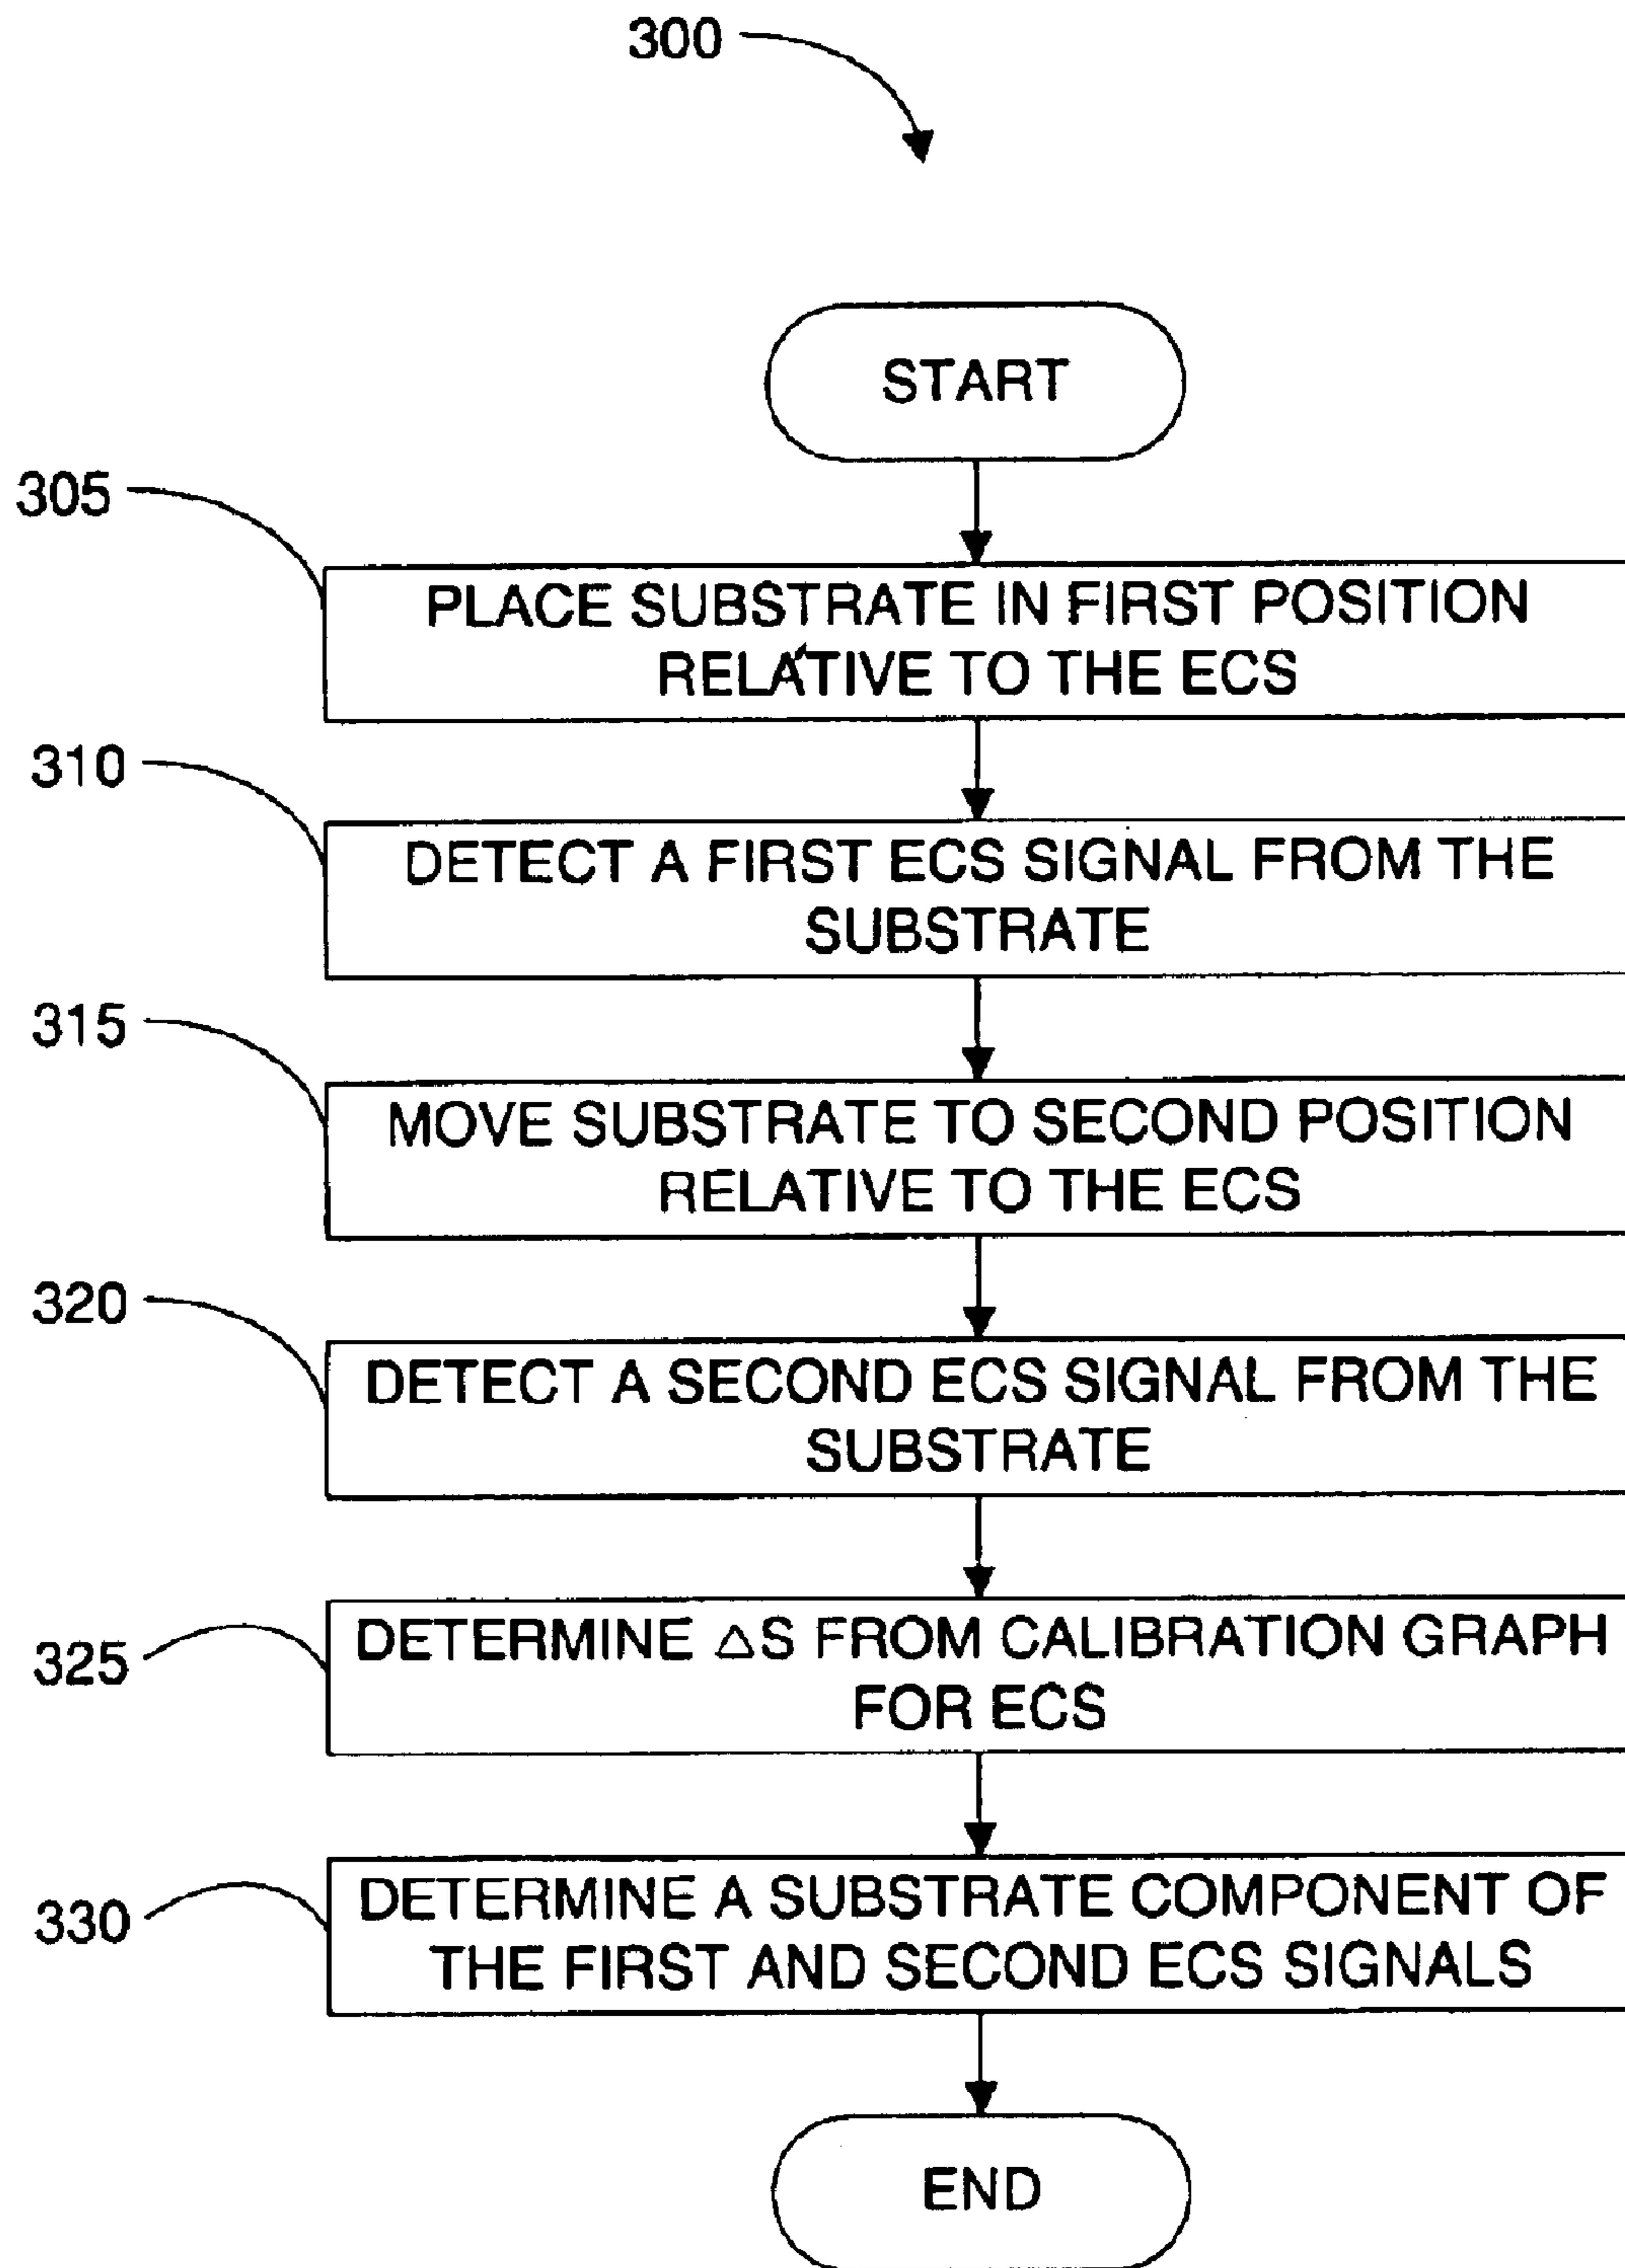 300
START
305
PLACE SUBSTRATE IN FIRST POSITION
RELATIVE TO THE ECS
310
DETECT A FIRST ECS SIGNAL FROM THE
SUBSTRATE
315
MOVE SUBSTRATE TO SECOND POSITION
RELATIVE TO THE ECS
320
DETECT A SECOND ECS SIGNAL FROM THE
SUBSTRATE
325
DETERMINE △S FROM CALIBRATION GRAPH
FOR ECS
330
DETERMINE A SUBSTRATE COMPONENT OF
THE FIRST AND SECOND ECS SIGNALS
END